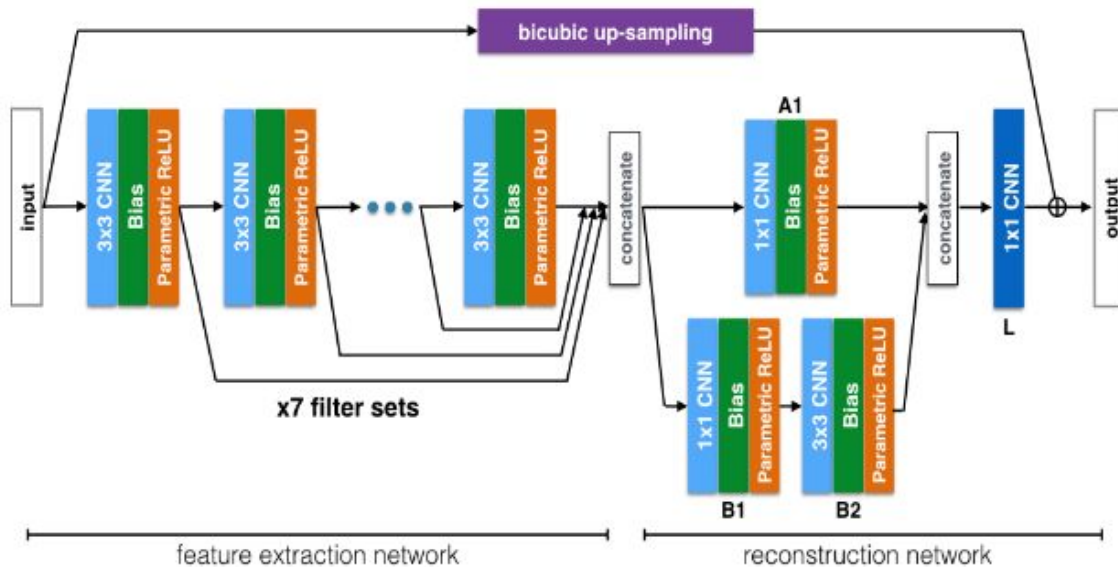 bicubic up-sampling
input
3x3 CNN
Bias
Parametric ReLU
3x3 CNN
Bias
Parametric ReLU
3x3 CNN
Bias
Parametric ReLU
concatenate
A1
1x1 CNN
Bias
Parametric ReLU
concatenate
1x1 CNN
L
output
x7 filter sets
1x1 CNN
Bias
Parametric ReLU
B1
3x3 CNN
Bias
Parametric ReLU
B2
feature extraction network
reconstruction network